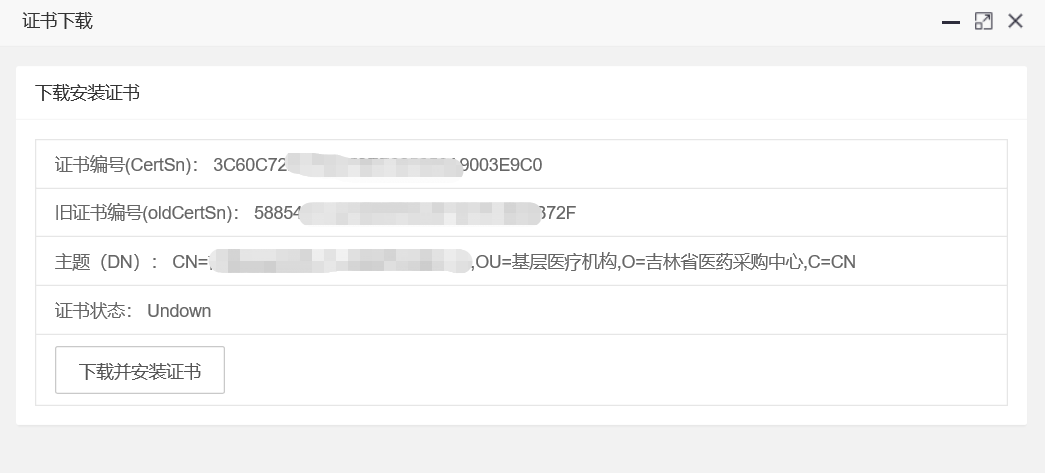 证书下载
下载安装证书
证书编号(CertSn)： 3C60C72 9003E9C0
旧证书编号(oldCertSn)： 5885 372F
主题（DN）： CN= ,OU=基层医疗机构,O=吉林省医药采购中心,C=CN
证书状态： Undown
下载并安装证书